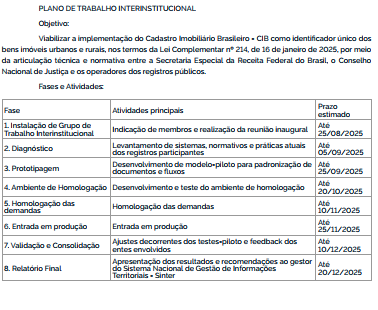 PLANO DE TRABALHO INTERINSTITUCIONAL
Objetivo:
Viabilizar a implementação do Cadastro Imobiliário Brasileiro • CIB como identificador único dos
bens imóveis urbanos e rurais, nos termos da Lei Complementar nº 214, de 16 de janeiro de 2025, por meio
da articulação técnica e normativa entre a Secretaria Especial da Receita Federal do Brasil, o Conselho
Nacional de Justiça e os operadores dos registros públicos.
Fases e Atividades:
Fase
Atividades principais
Prazo
estimado
1. Instalação de Grupo de
Trabalho Interinstitucional
Indicação de membros e realização da reunião inaugural
Até
25/08/2025
2. Diagnóstico
Levantamento de sistemas, normativos e práticas atuais
dos registros participantes
Até
05/09/2025
3. Prototipagem
Desenvolvimento de modelo•piloto para padronização de
documentos e fluxos
Até
25/09/2025
4. Ambiente de Homologação
Desenvolvimento e teste do ambiente de homologação
Até
20/10/2025
5. Homologação das
demandas
Homologação das demandas
Até
10/11/2025
6. Entrada em produção
Entrada em produção
Até
25/11/2025
7. Validação e Consolidação
Ajustes decorrentes dos testes•piloto e feedback dos
entes envolvidos
Até
10/12/2025
8. Relatório Final
Apresentação dos resultados e recomendações ao gestor
do Sistema Nacional de Gestão de Informações
Territoriais • Sinter
Até
20/12/2025